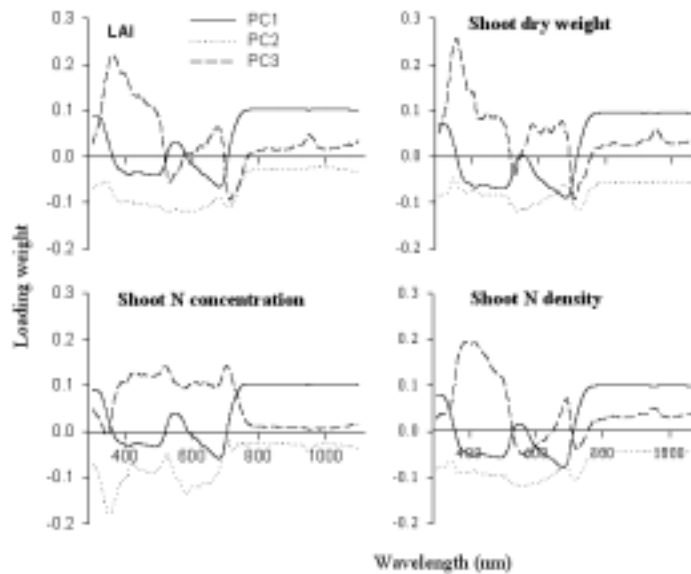 LAI
PC1
PC2
PC3
0.3
0.2
0.1
0.0
-0.1
-0.2
Shoot dry weight
0.3
0.2
0.1
0.0
-0.1
-0.2
Loading weight
Shoot N concentration
0.3
0.2
0.1
0.0
-0.1
-0.2
400 600 800 1000
Shoot N density
0.3
0.2
0.1
0.0
-0.1
-0.2
400 600 800 1000
Wavelength (nm)